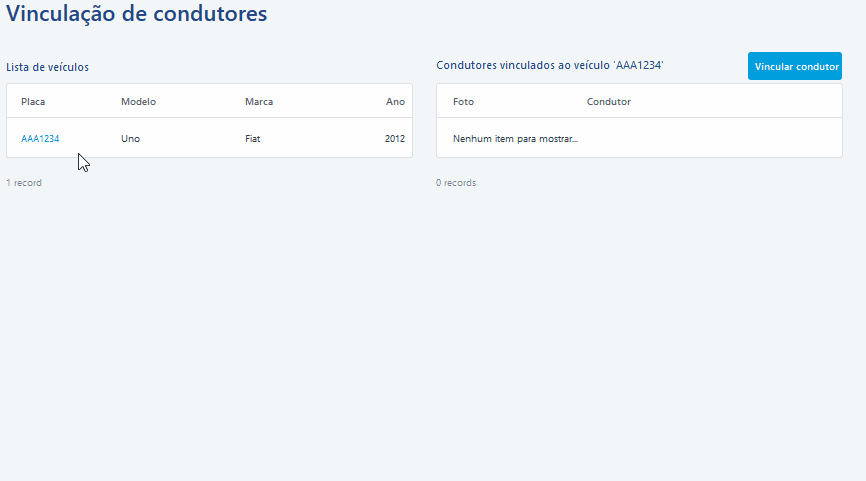 Vinculação de condutores
Lista de veículos
Placa Modelo Marca Ano
AAA1234 Uno Fiat 2012
1 record
Condutores vinculados ao veículo 'AAA1234'
Vincular condutor
Foto Condutor
Nenhum item para mostrar...
0 records